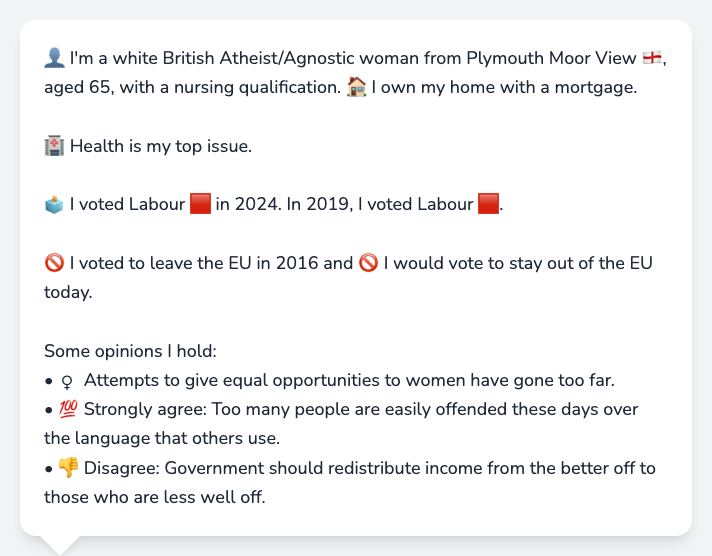 👤 I'm a white British Atheist/Agnostic woman from Plymouth Moor View 🏴󠁧󠁢󠁥󠁮󠁧󠁿,
aged 65, with a nursing qualification. 🏠 I own my home with a mortgage.
🏥 Health is my top issue.
🗳️ I voted Labour 🟥 in 2024. In 2019, I voted Labour 🟥.
🚫 I voted to leave the EU in 2016 and 🚫 I would vote to stay out of the EU
today.
Some opinions I hold:
• ♀ Attempts to give equal opportunities to women have gone too far.
• 💯 Strongly agree: Too many people are easily offended these days over
the language that others use.
• 👎 Disagree: Government should redistribute income from the better off to
those who are less well off.